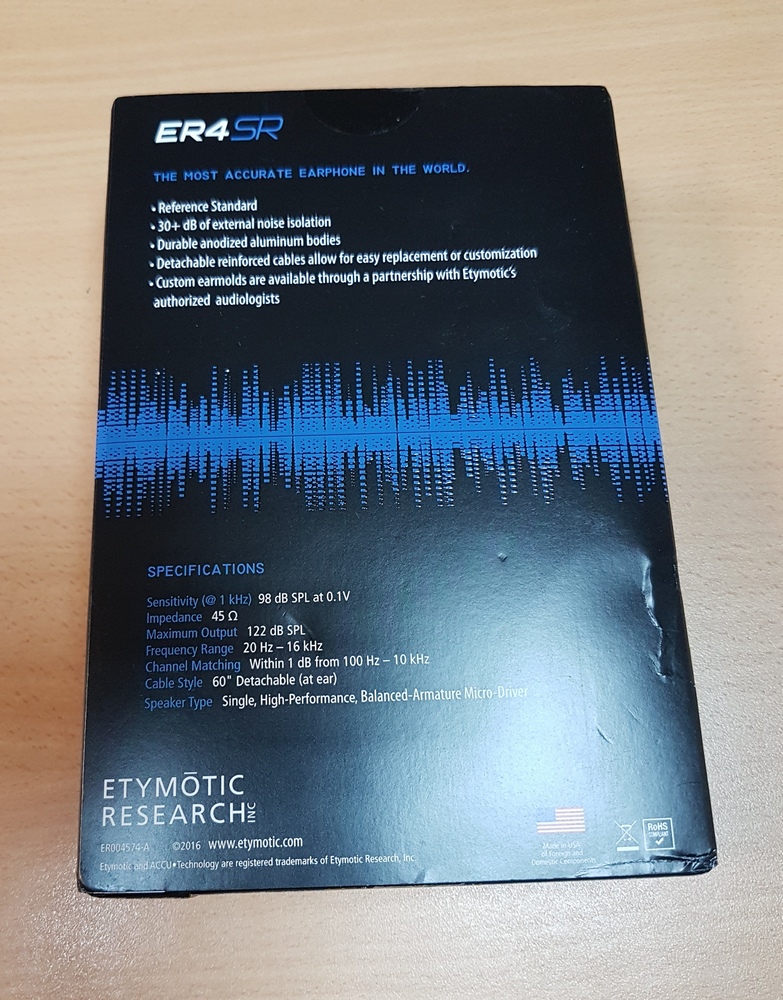 ER4SR
THE MOST ACCURATE EARPHONE IN THE WORLD.
• Reference Standard
• 30+ dB of external noise isolation
• Durable anodized aluminum bodies
• Detachable reinforced cables allow for easy replacement or customization
• Custom earmolds are available through a partnership with Etymotic's
authorized audiologists
SPECIFICATIONS
Sensitivity (@ 1 kHz) 98 dB SPL at 0.1V
Impedance 45 Ω
Maximum Output 122 dB SPL
Frequency Range 20 Hz – 16 kHz
Channel Matching Within 1 dB from 100 Hz – 10 kHz
Cable Style 60" Detachable (at ear)
Speaker Type Single, High-Performance, Balanced-Armature Micro-Driver
ETYMŌTIC
RESEARCH INC
ER004574-A ©2016 www.etymotic.com
Etymotic and ACCU•Technology are registered trademarks of Etymotic Research, Inc.
Made in USA
of Foreign and
Domestic Components
RoHS
COMPLIANT